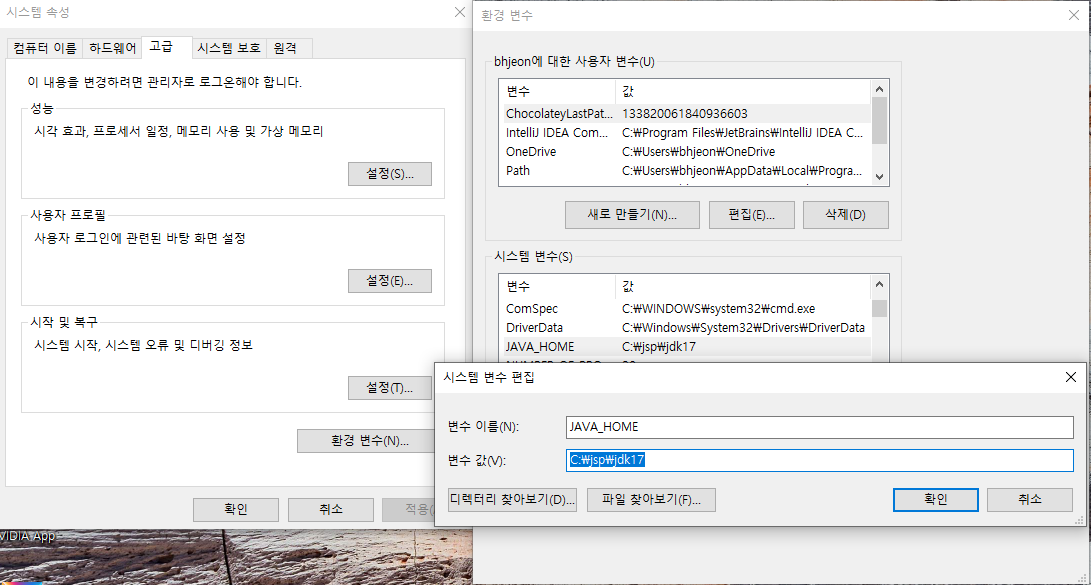 시스템 속성
컴퓨터 이름 하드웨어 고급 시스템 보호 원격
이 내용을 변경하려면 관리자로 로그온해야 합니다.
성능
시각 효과, 프로세서 일정, 메모리 사용 및 가상 메모리
설정(S)...
사용자 프로필
사용자 로그인에 관련된 바탕 화면 설정
설정(E)...
시작 및 복구
시스템 시작, 시스템 오류 및 디버깅 정보
설정(T)...
환경 변수(N)...
확인 취소 적용(
VIDIA App
환경 변수
bhjeon에 대한 사용자 변수(U)
변수 값
ChocolateyLastPat... 133820061840936603
IntelliJ IDEA Com... C:₩Program Files₩JetBrains₩IntelliJ IDEA C...
OneDrive C:₩Users₩bhjeon₩OneDrive
Path C:₩Users₩bhjeon₩AppData₩Local₩Progra...
새로 만들기(N)... 편집(E)... 삭제(D)
시스템 변수(S)
변수 값
ComSpec C:₩WINDOWS₩system32₩cmd.exe
DriverData C:₩Windows₩System32₩Drivers₩DriverData
JAVA_HOME C:₩jsp₩jdk17
시스템 변수 편집
변수 이름(N): JAVA_HOME
변수 값(V): C:₩jsp₩jdk17
디렉터리 찾아보기(D)... 파일 찾아보기(F)... 확인 취소